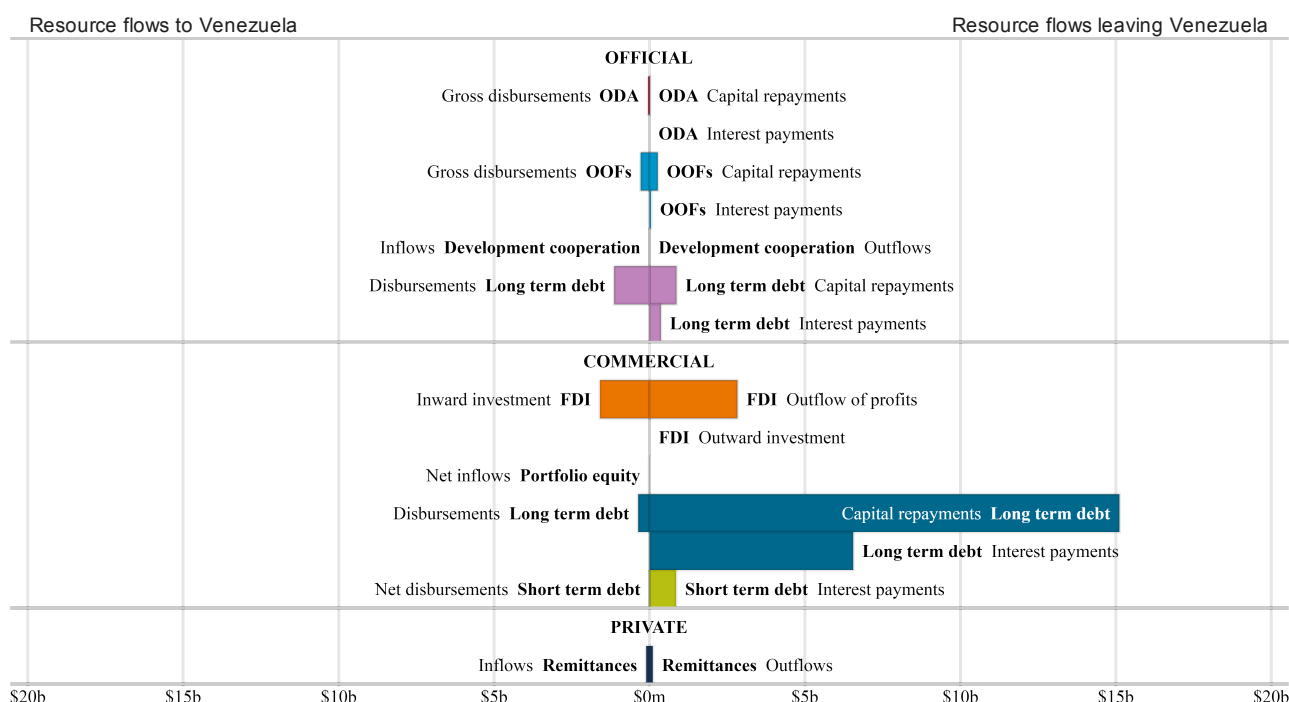 Resource flows to Venezuela Resource flows leaving Venezuela
OFFICIAL
Gross disbursements ODA ODA Capital repayments
ODA Interest payments
Gross disbursements OOFs OOFs Capital repayments
OOFs Interest payments
Inflows Development cooperation Development cooperation Outflows
Disbursements Long term debt Long term debt Capital repayments
Long term debt Interest payments
COMMERCIAL
Inward investment FDI FDI Outflow of profits
FDI Outward investment
Net inflows Portfolio equity
Disbursements Long term debt Capital repayments Long term debt
Long term debt Interest payments
Net disbursements Short term debt Short term debt Interest payments
PRIVATE
Inflows Remittances Remittances Outflows
$20b $15b $10b $5b $0m $5b $10b $15b $20b